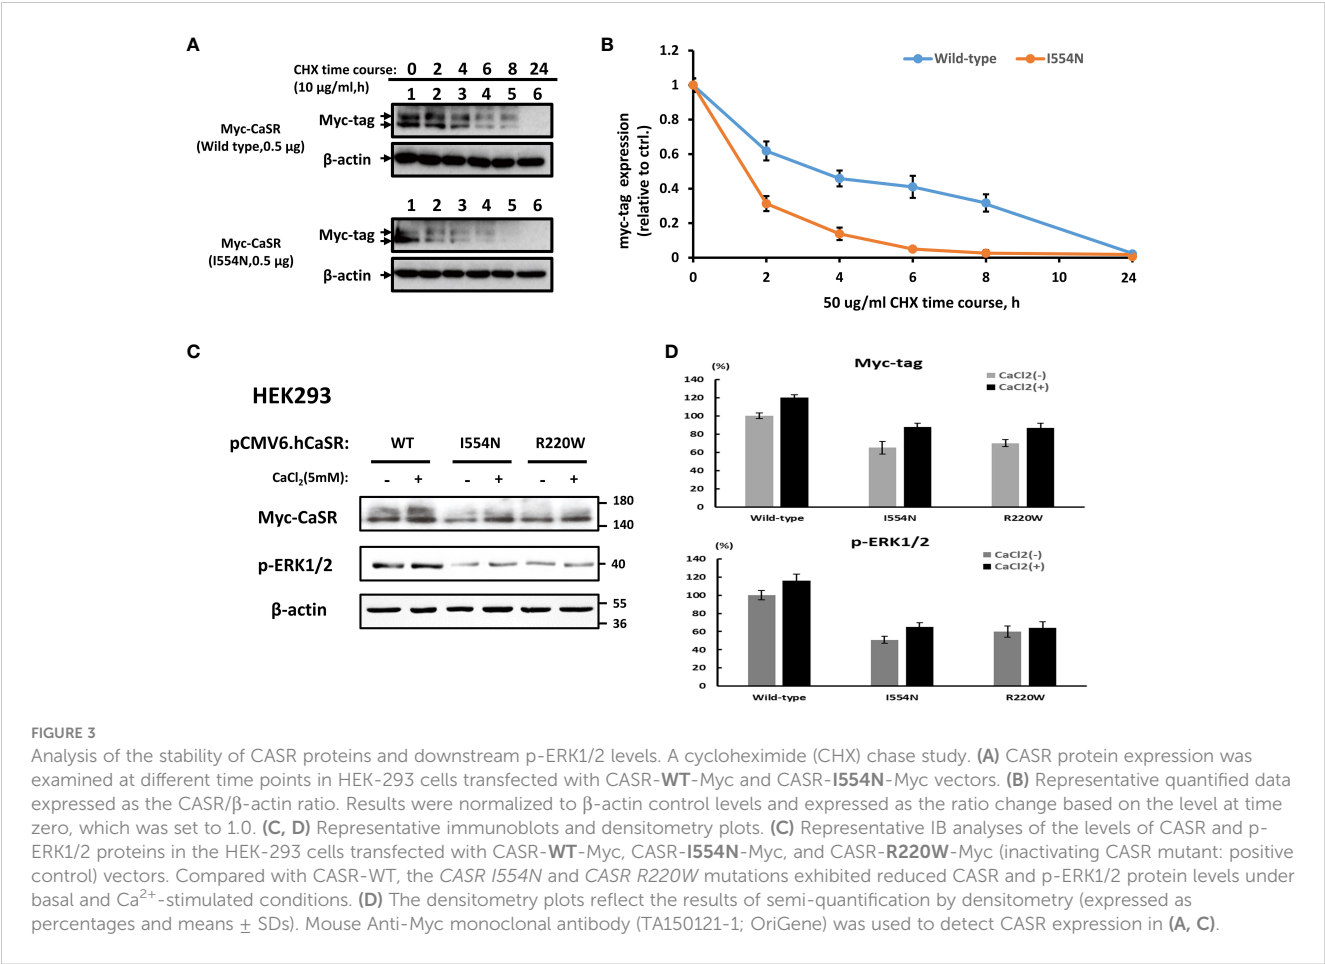 A
CHX time course: 0 2 4 6 8 24
(10 µg/ml,h)
1 2 3 4 5 6
Myc-tag
Myc-CaSR
(Wild type,0.5 µg)
β-actin
1 2 3 4 5 6
Myc-tag
Myc-CaSR
(I554N,0.5 µg)
β-actin
B
Wild-type I554N
myc-tag expression
(relative to ctrl.)
1.2
1
0.8
0.6
0.4
0.2
0
0 2 4 6 8 10 24
50 ug/ml CHX time course, h
C
HEK293
pCMV6.hCaSR: WT I554N R220W
CaCl2(5mM): - + - + - +
Myc-CaSR
180
140
p-ERK1/2
40
β-actin
55
36
D
(%)
Myc-tag
CaCl2(-)
CaCl2(+)
140
120
100
80
60
40
20
0
Wild-type I554N R220W
(%)
p-ERK1/2
CaCl2(-)
CaCl2(+)
140
120
100
80
60
40
20
0
Wild-type I554N R220W
FIGURE 3
Analysis of the stability of CASR proteins and downstream p-ERK1/2 levels. A cycloheximide (CHX) chase study. (A) CASR protein expression was
examined at different time points in HEK-293 cells transfected with CASR-WT-Myc and CASR-I554N-Myc vectors. (B) Representative quantified data
expressed as the CASR/β-actin ratio. Results were normalized to β-actin control levels and expressed as the ratio change based on the level at time
zero, which was set to 1.0. (C, D) Representative immunoblots and densitometry plots. (C) Representative IB analyses of the levels of CASR and p-
ERK1/2 proteins in the HEK-293 cells transfected with CASR-WT-Myc, CASR-I554N-Myc, and CASR-R220W-Myc (inactivating CASR mutant: positive
control) vectors. Compared with CASR-WT, the CASR I554N and CASR R220W mutations exhibited reduced CASR and p-ERK1/2 protein levels under
basal and Ca2+-stimulated conditions. (D) The densitometry plots reflect the results of semi-quantification by densitometry (expressed as
percentages and means ± SDs). Mouse Anti-Myc monoclonal antibody (TA150121-1; OriGene) was used to detect CASR expression in (A, C).